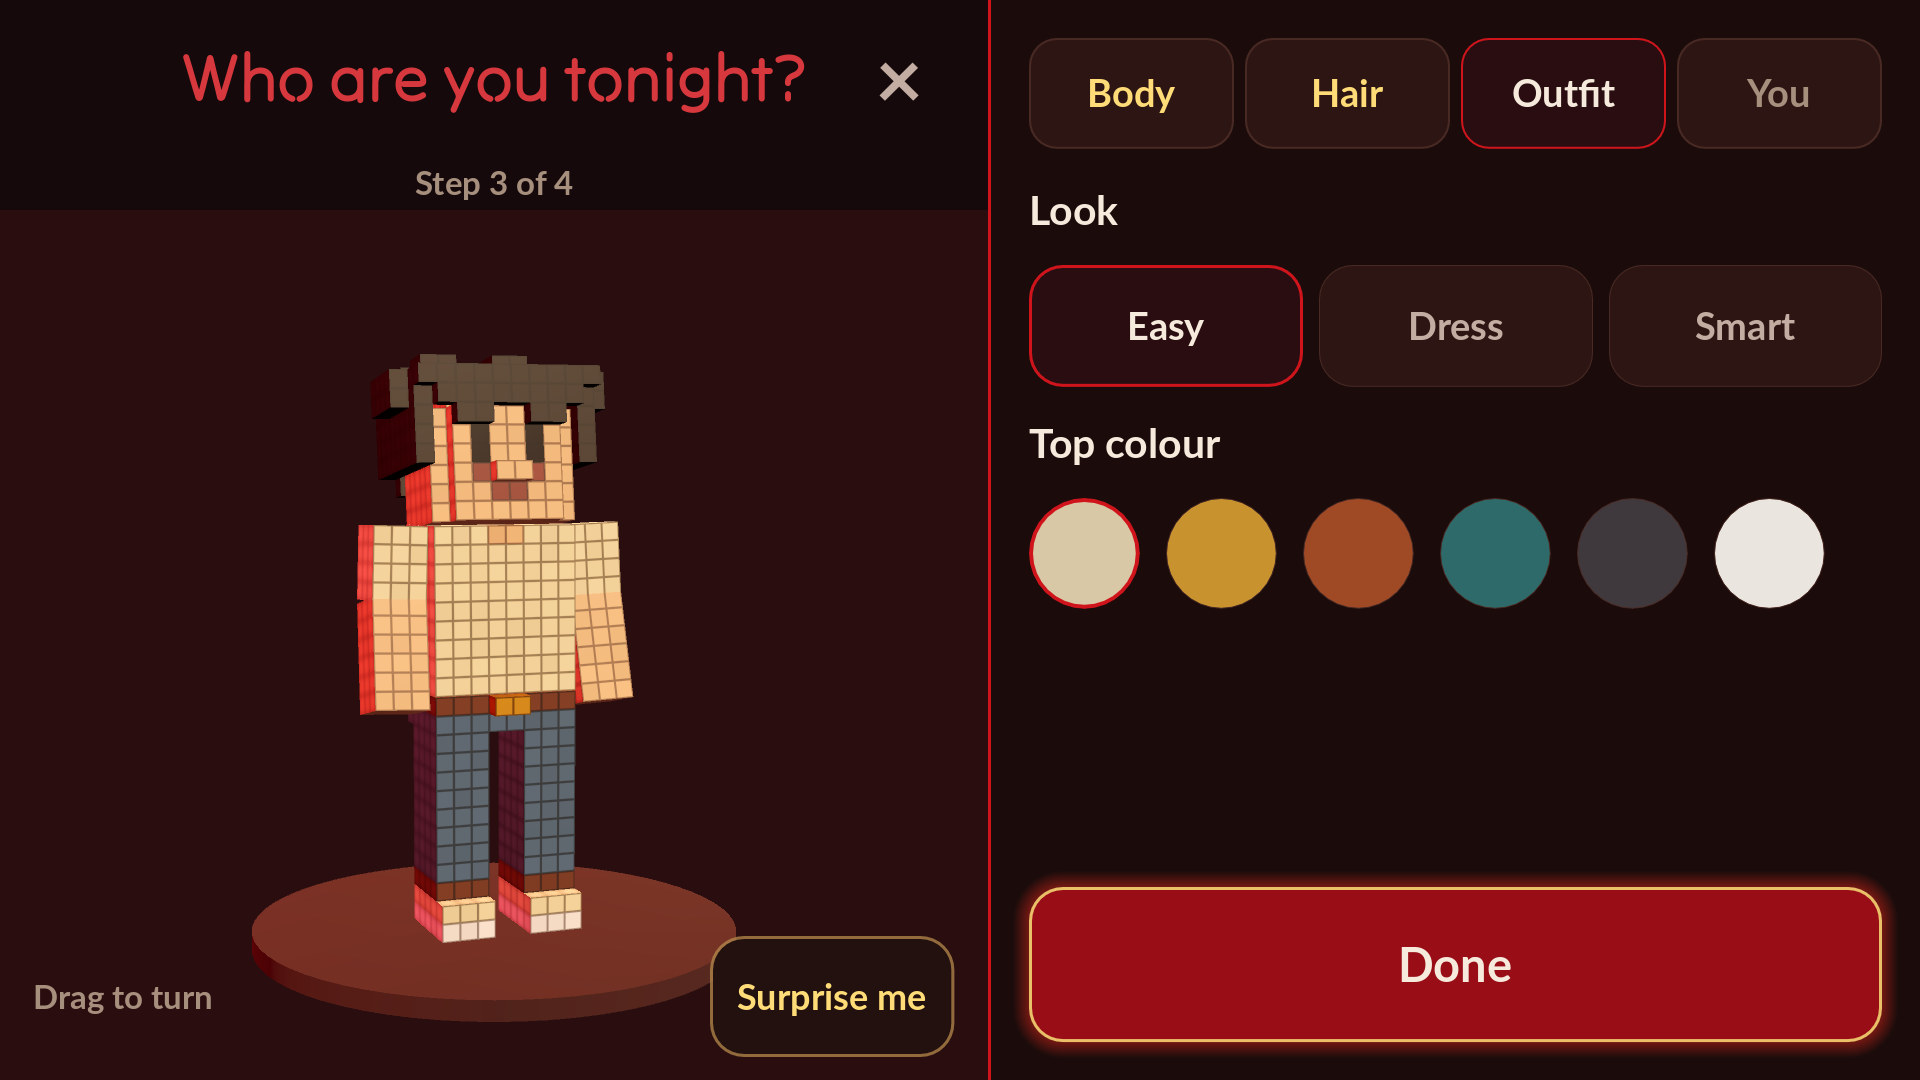 Who are you tonight?
Step 3 of 4
Drag to turn
Surprise me
Body
Hair
Outfit
You
Look
Easy
Dress
Smart
Top colour
Done